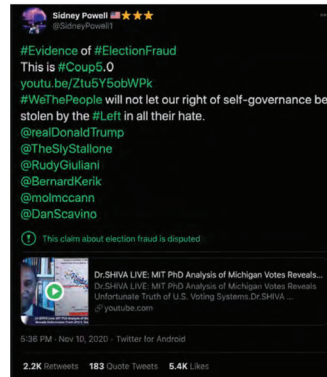 Sidney Powell 🇺🇸⭐⭐⭐
@SidneyPowell1
#Evidence of #ElectionFraud
This is #Coup5.0
youtu.be/Ztu5Y5obWPk
#WeThePeople will not let our right of self-governance be
stolen by the #Left in all their hate.
@realDonaldTrump
@TheSlyStallone
@RudyGiuliani
@BernardKerik
@molmccann
@DanScavino
This claim about election fraud is disputed
Dr.SHIVA LIVE: MIT PhD Analysis of Michigan Votes Reveals...
Dr.SHIVA LIVE: MIT PhD Analysis of Michigan Votes Reveals
Unfortunate Truth of U.S. Voting Systems.Dr.SHIVA ...
youtube.com
5:36 PM · Nov 10, 2020 · Twitter for Android
2.2K Retweets 183 Quote Tweets 5.4K Likes